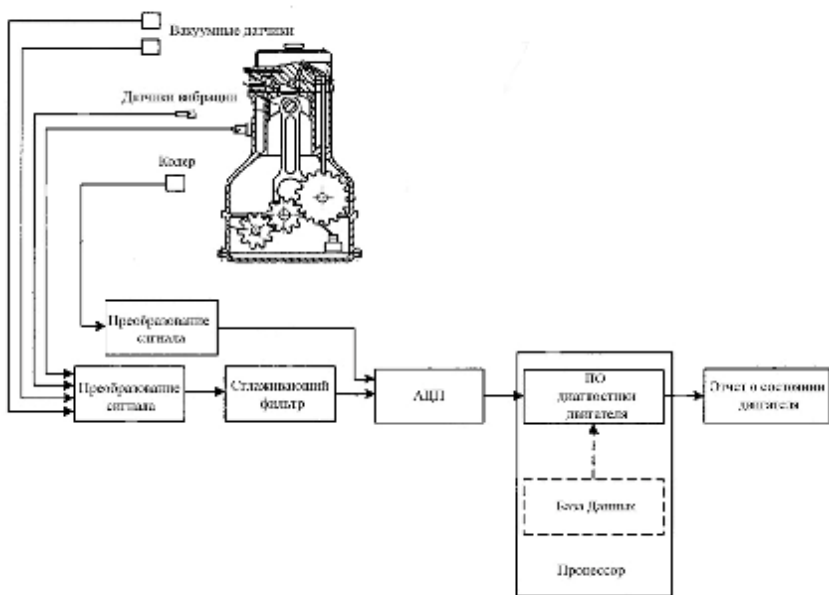 Вакуумные датчики
Датчики вибрации
Кодер
Преобразование
сигнала
Преобразование
сигнала
Сглаживающий
фильтр
АЦП
ПО
диагностики
двигателя
Отчет о состоянии
двигателя
База Данных
Процессор